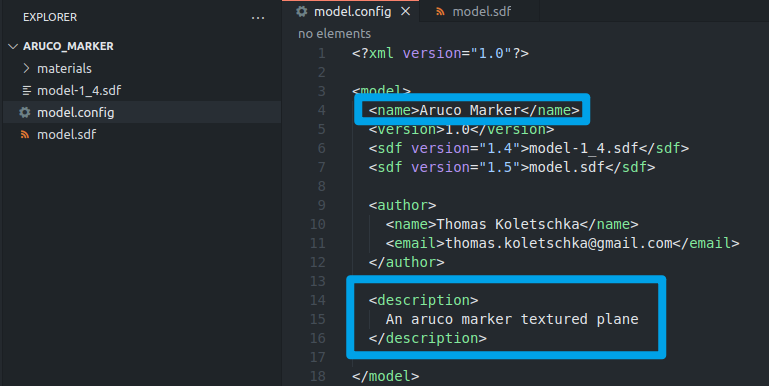 EXPLORER
...
ARUCO_MARKER
materials
model-1_4.sdf
model.config
model.sdf
model.config × model.sdf
no elements
1 <?xml version="1.0"?>
2
3 <model>
4 <name>Aruco Marker</name>
5 <version>1.0</version>
6 <sdf version="1.4">model-1_4.sdf</sdf>
7 <sdf version="1.5">model.sdf</sdf>
8
9 <author>
10 <name>Thomas Koletschka</name>
11 <email>thomas.koletschka@gmail.com</email>
12 </author>
13
14 <description>
15 An aruco marker textured plane
16 </description>
17
18 </model>